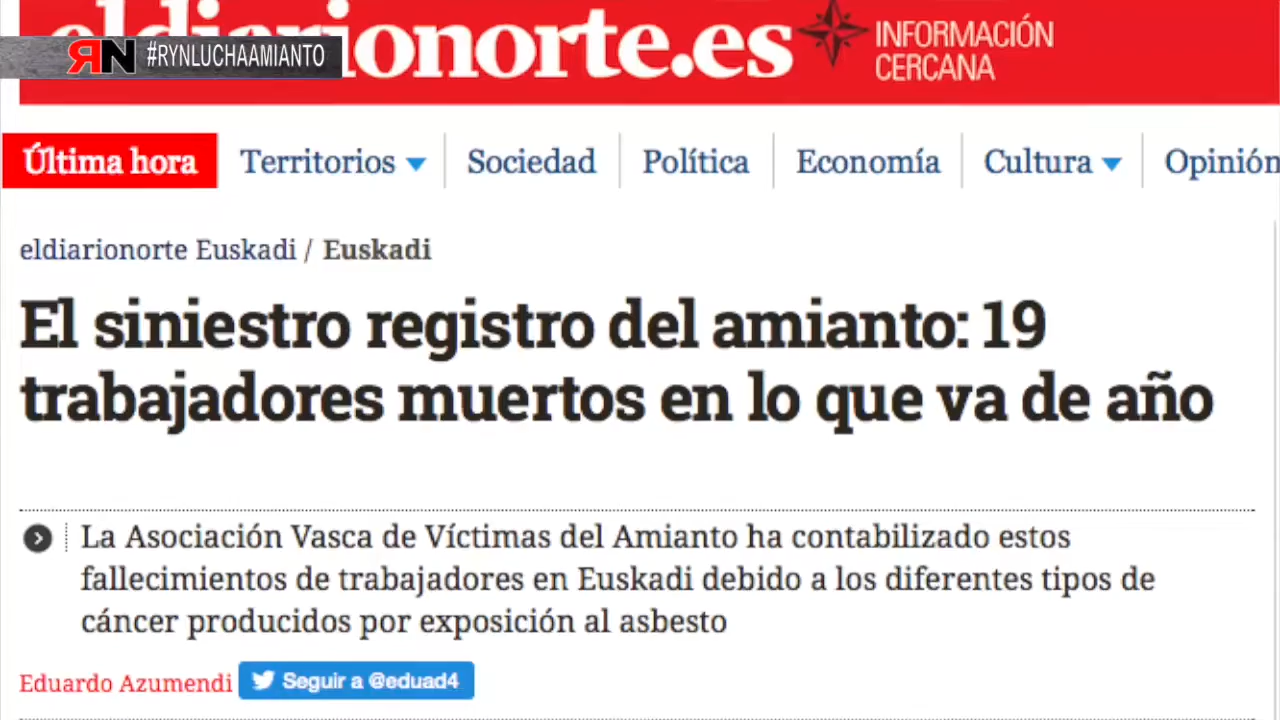 eldiarionorte.es
INFORMACIÓN
CERCANA
ЯN #RYNLUCHAAMIANTO
Última hora
Territorios
Sociedad
Política
Economía
Cultura
Opinión
eldiarionorte Euskadi / Euskadi
El siniestro registro del amianto: 19
trabajadores muertos en lo que va de año
La Asociación Vasca de Víctimas del Amianto ha contabilizado estos
fallecimientos de trabajadores en Euskadi debido a los diferentes tipos de
cáncer producidos por exposición al asbesto
Eduardo Azumendi
Seguir a @eduad4